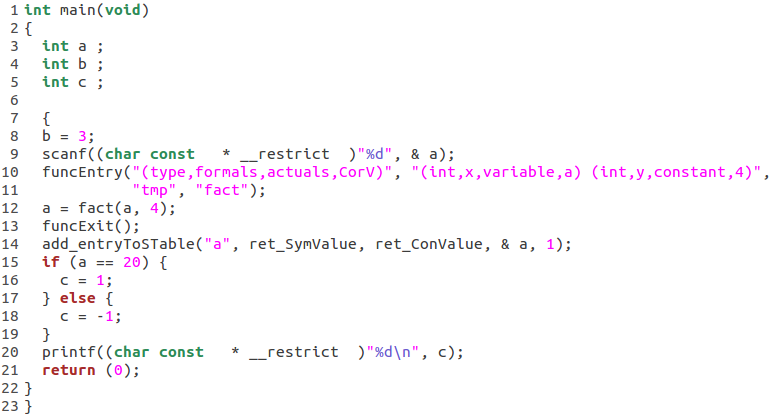 1 int main(void)
2 {
3   int a ;
4   int b ;
5   int c ;
6
7   {
8   b = 3;
9   scanf((char const   * __restrict  )"%d", & a);
10   funcEntry("(type,formals,actuals,CorV)", "(int,x,variable,a) (int,y,constant,4)",
11             "tmp", "fact");
12   a = fact(a, 4);
13   funcExit();
14   add_entryToSTable("a", ret_SymValue, ret_ConValue, & a, 1);
15   if (a == 20) {
16     c = 1;
17   } else {
18     c = -1;
19   }
20   printf((char const   * __restrict  )"%d\n", c);
21   return (0);
22 }
23 }